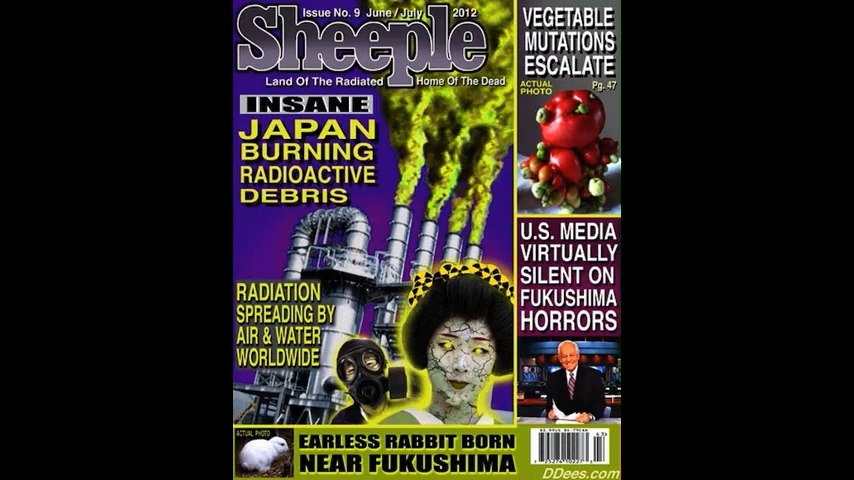 Issue No. 9 June / July 2012
Sheeple
Land Of The Radiated Home Of The Dead
INSANE
JAPAN
BURNING
RADIOACTIVE
DEBRIS
RADIATION
SPREADING BY
AIR & WATER
WORLDWIDE
VEGETABLE
MUTATIONS
ESCALATE
ACTUAL
PHOTO
Pg. 47
U.S. MEDIA
VIRTUALLY
SILENT ON
FUKUSHIMA
HORRORS
ACTUAL PHOTO
EARLESS RABBIT BORN
NEAR FUKUSHIMA
DDees.com